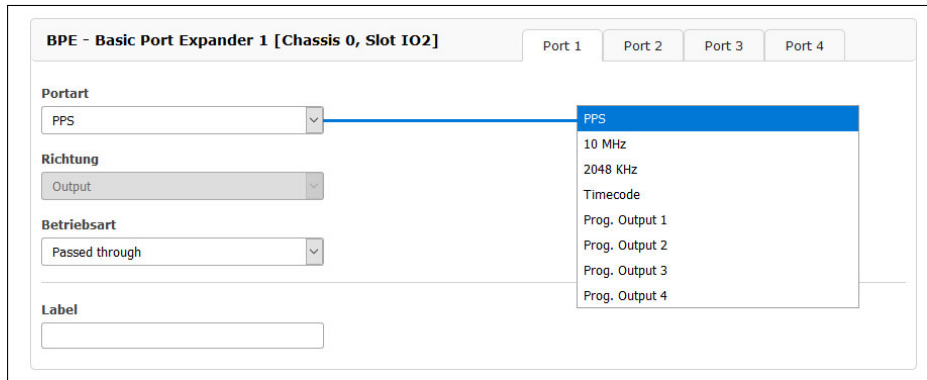 BPE - Basic Port Expander 1 [Chassis 0, Slot IO2]
Port 1
Port 2
Port 3
Port 4
Portart
PPS
Richtung
Output
Betriebsart
Passed through
Label
PPS
10 MHz
2048 KHz
Timecode
Prog. Output 1
Prog. Output 2
Prog. Output 3
Prog. Output 4